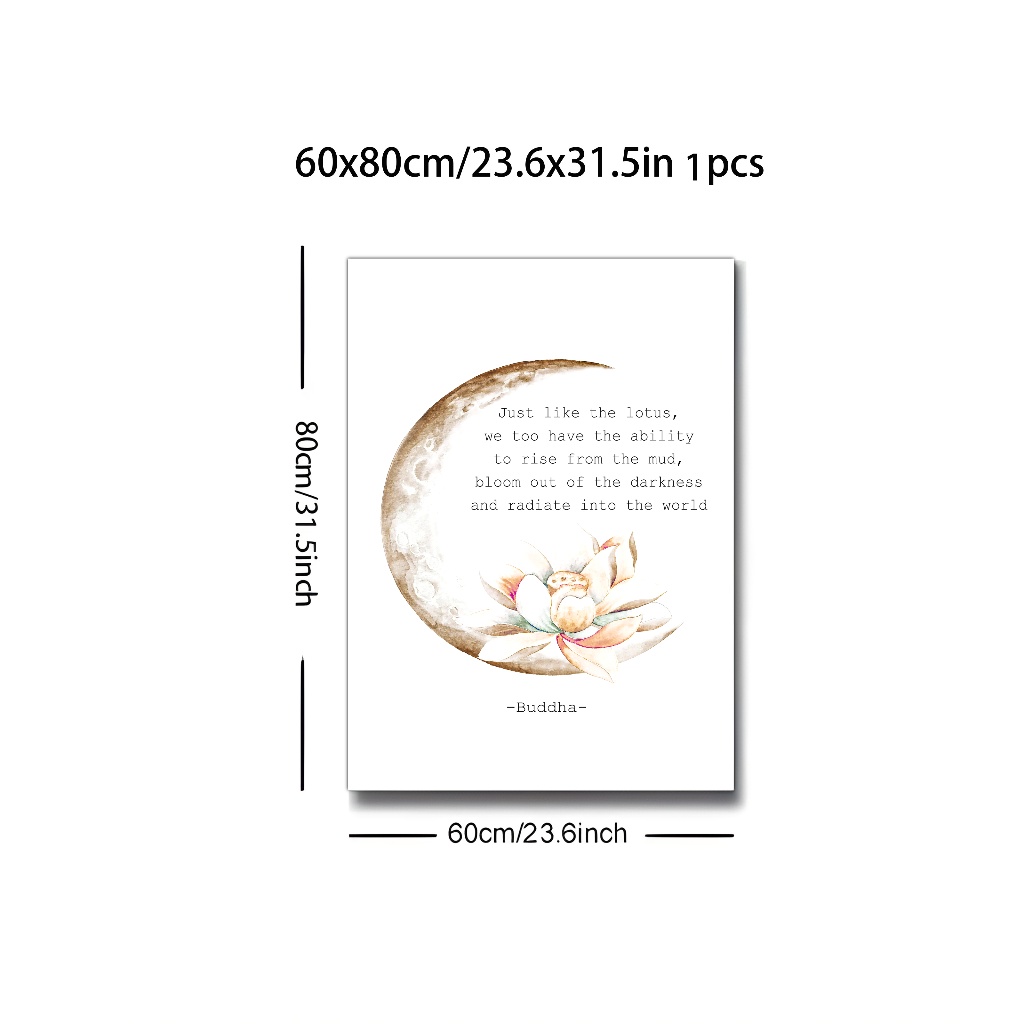 60x80cm/23.6x31.5in 1pcs
80cm/31.5inch
Just like the lotus,
we too have the ability
to rise from the mud,
bloom out of the darkness
and radiate into the world
-Buddha-
60cm/23.6inch